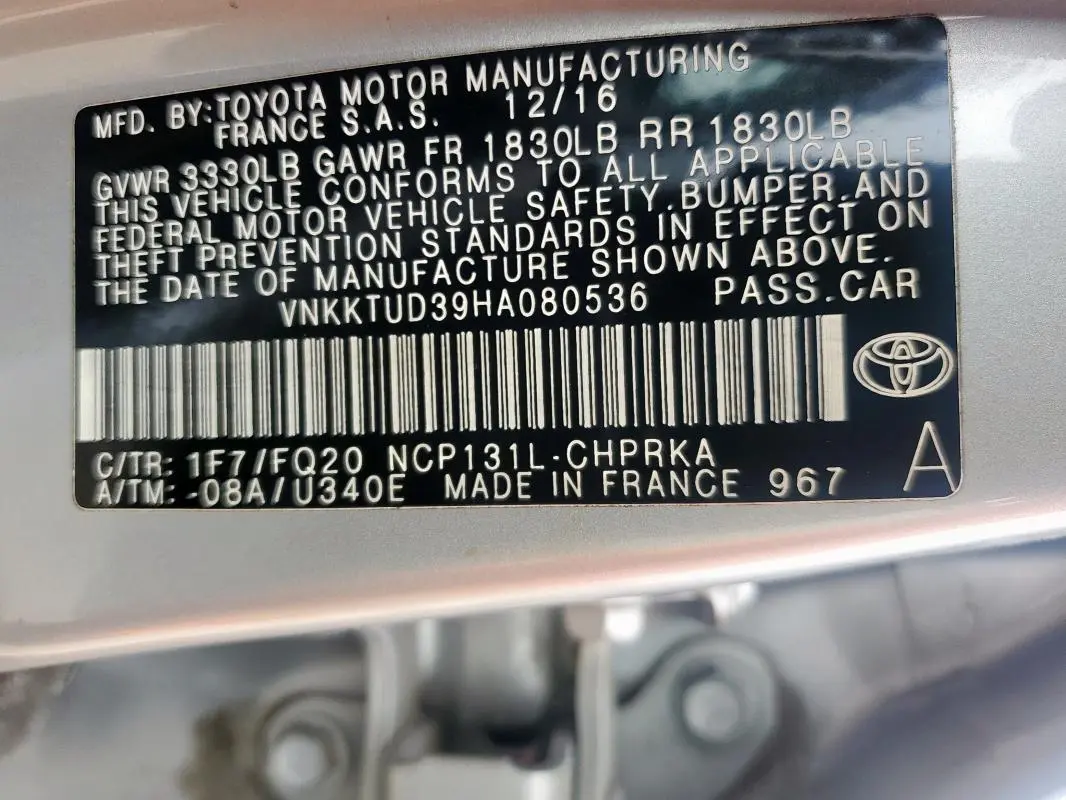 MFD. BY: TOYOTA MOTOR MANUFACTURING
FRANCE S.A.S. 12/16
GVWR 3330LB GAWR FR 1830LB RR 1830LB
THIS VEHICLE CONFORMS TO ALL APPLICABLE
FEDERAL MOTOR VEHICLE SAFETY, BUMPER, AND
THEFT PREVENTION STANDARDS IN EFFECT ON
THE DATE OF MANUFACTURE SHOWN ABOVE.
VNKKTUD39HA080536 PASS.CAR
C/TR: 1F7/FQ20 NCP131L-CHPRKA
A/TM: -08A/U340E MADE IN FRANCE 967 A